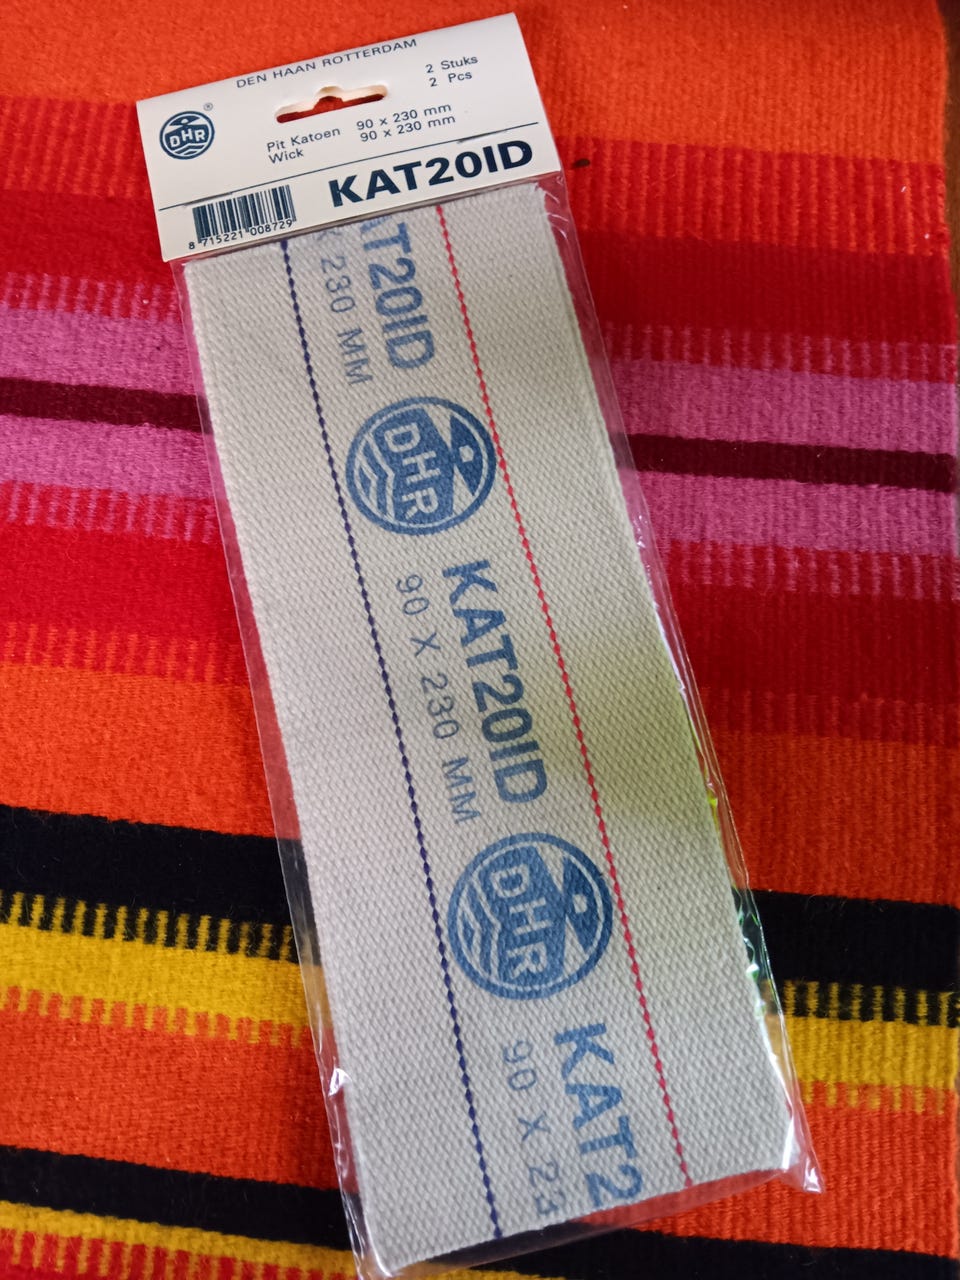 DEN HAAN ROTTERDAM
2 Stuks
2 Pcs
DHR®
Pit Katoen 90 x 230 mm
Wick 90 x 230 mm
KAT20ID
8 715221 008729
AT20ID
X 230 MM
DHR
KAT20ID
90 X 230 MM
DHR
KAT2
90 X 23